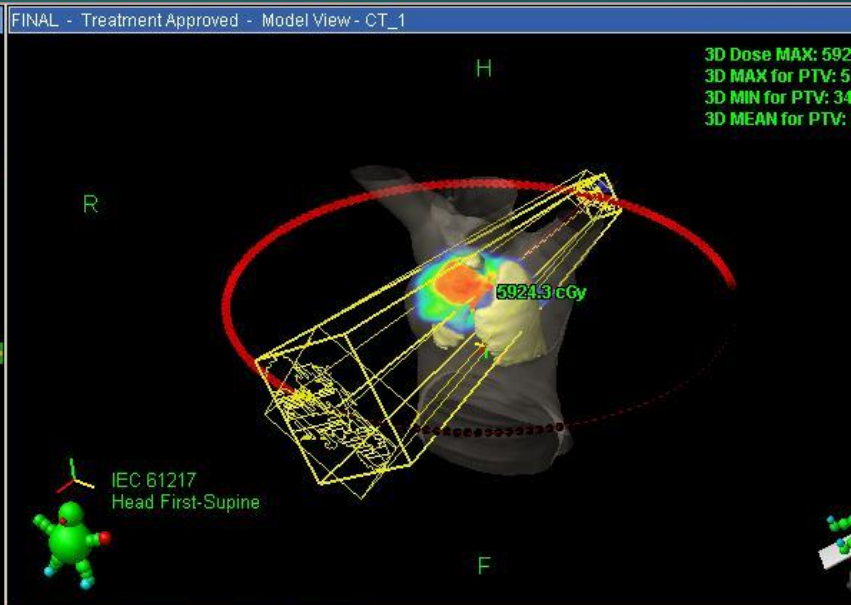 FINAL - Treatment Approved - Model View - CT_1
3D Dose MAX: 592
3D MAX for PTV: 5
3D MIN for PTV: 34
3D MEAN for PTV:
H
R
5924.3 cGy
IEC 61217
Head First-Supine
F